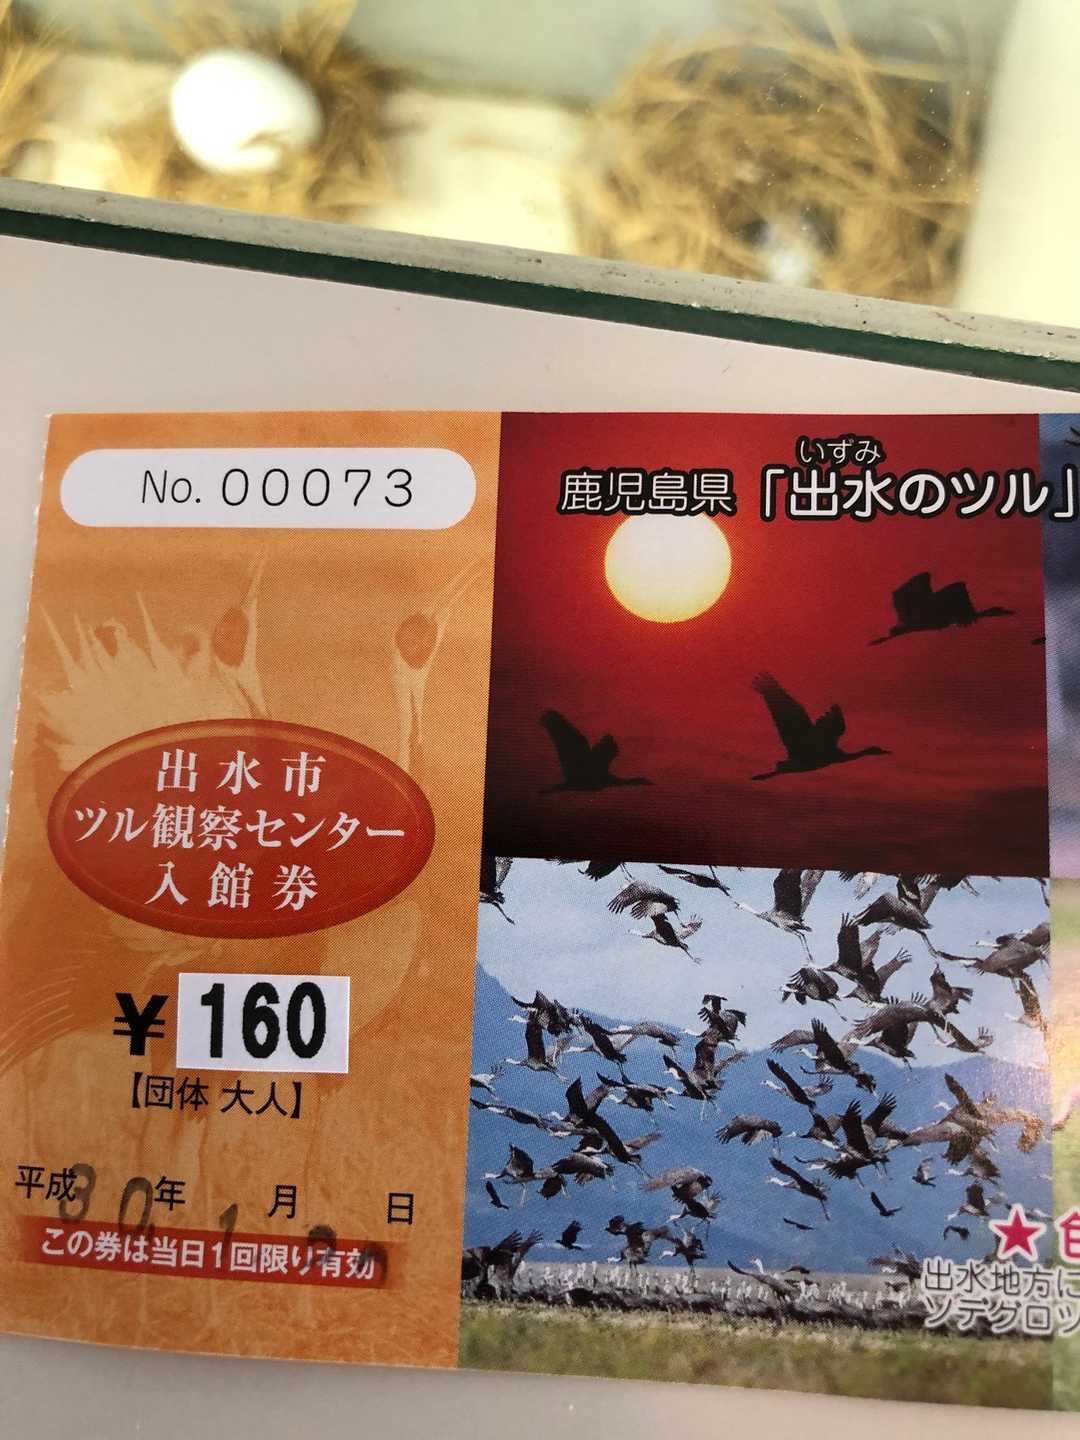 No. 00073
出水市
ツル観察センター
入館券
¥160
【団体 大人】
平成30年1月 日
この券は当日1回限り有効
いずみ
鹿児島県「出水のツル」
★
出水地方に
ソデグロツ